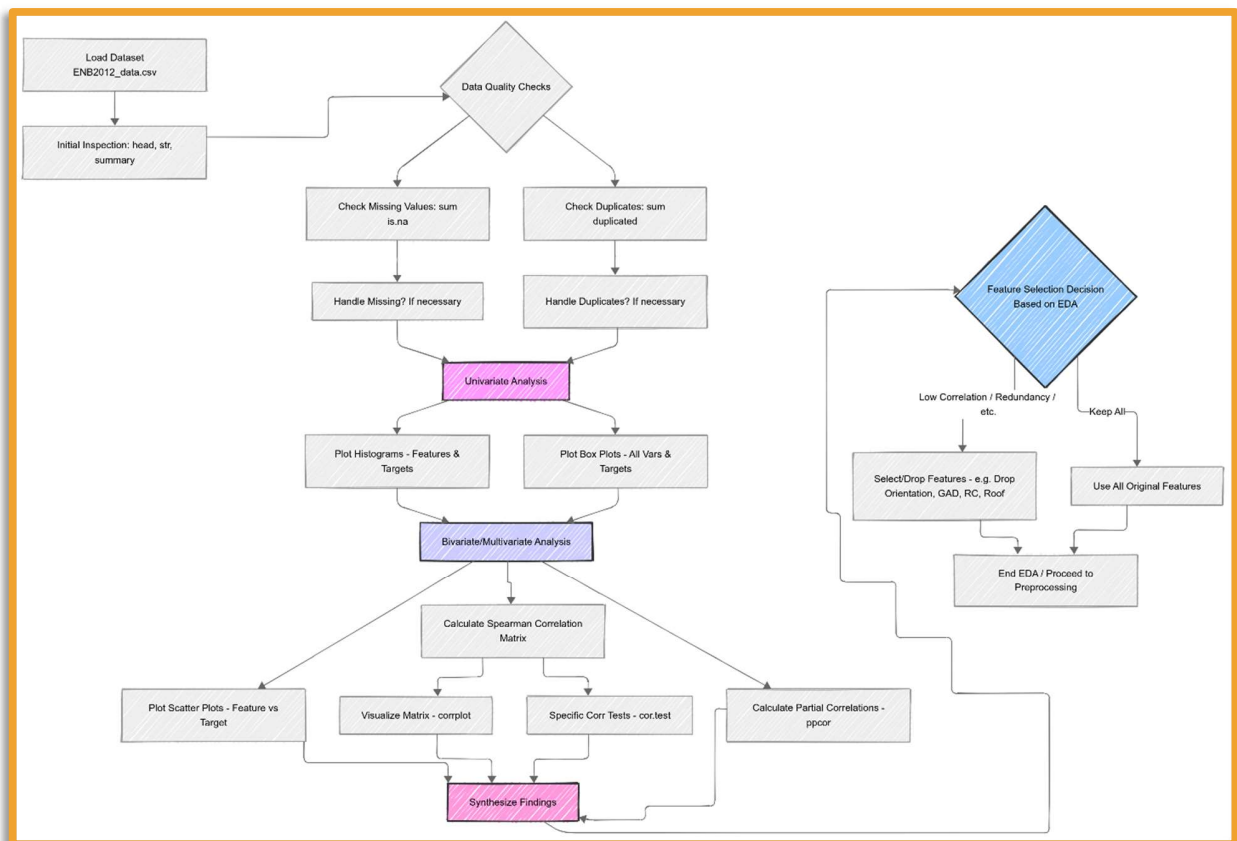 Load Dataset
ENB2012_data.csv
Initial Inspection: head, str,
summary
Data Quality Checks
Check Missing Values: sum
is.na
Check Duplicates: sum
duplicated
Handle Missing? If necessary
Handle Duplicates? If necessary
Univariate Analysis
Plot Histograms - Features &
Targets
Plot Box Plots - All Vars &
Targets
Bivariate/Multivariate Analysis
Calculate Spearman Correlation
Matrix
Plot Scatter Plots - Feature vs
Target
Visualize Matrix - corrplot
Specific Corr Tests - cor.test
Calculate Partial Correlations -
ppcor
Synthesize Findings
Feature Selection Decision
Based on EDA
Low Correlation / Redundancy /
etc.
Keep All
Select/Drop Features - e.g. Drop
Orientation, GAD, RC, Roof
Use All Original Features
End EDA / Proceed to
Preprocessing